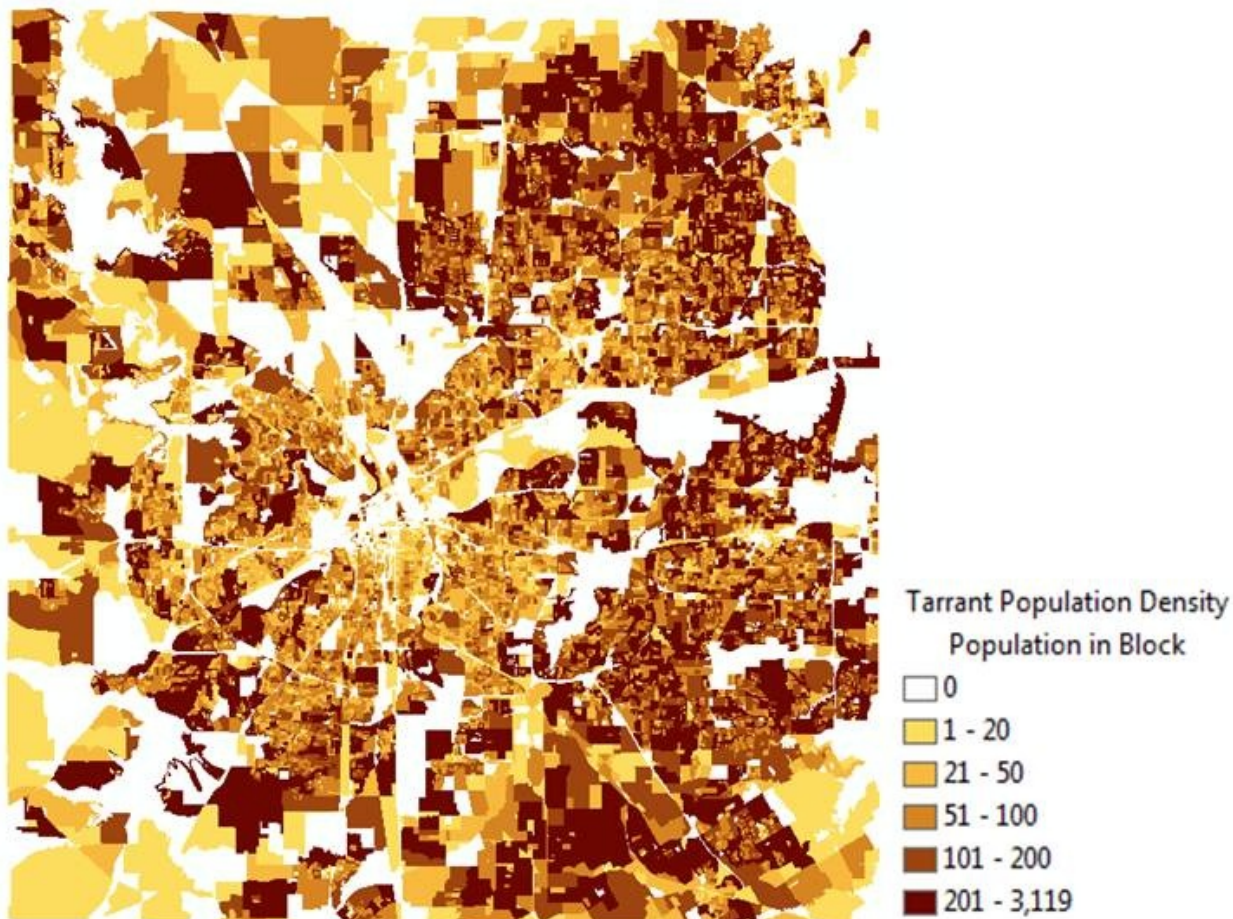 Tarrant Population Density
Population in Block
0
1 - 20
21 - 50
51 - 100
101 - 200
201 - 3,119